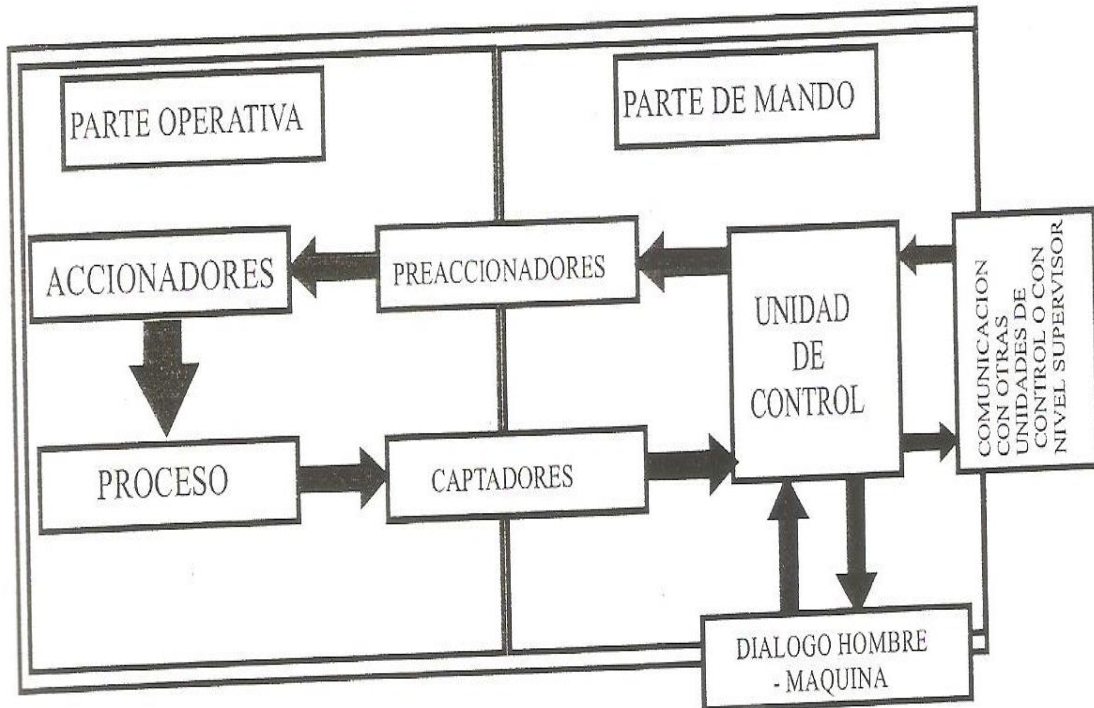 PARTE OPERATIVA
PARTE DE MANDO
ACCIONADORES
PREACCIONADORES
UNIDAD
DE
CONTROL
COMUNICACION
CON OTRAS
UNIDADES DE
CONTROL O CON
NIVEL SUPERVISOR
PROCESO
CAPTADORES
DIALOGO HOMBRE
- MAQUINA